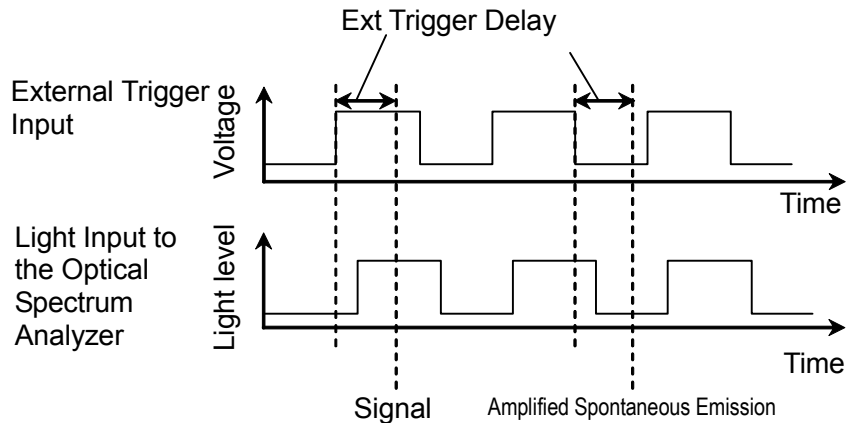 Ext Trigger Delay
External Trigger
Input
Voltage
Time
Light Input to
the Optical
Spectrum
Analyzer
Light level
Time
Signal
Amplified Spontaneous Emission